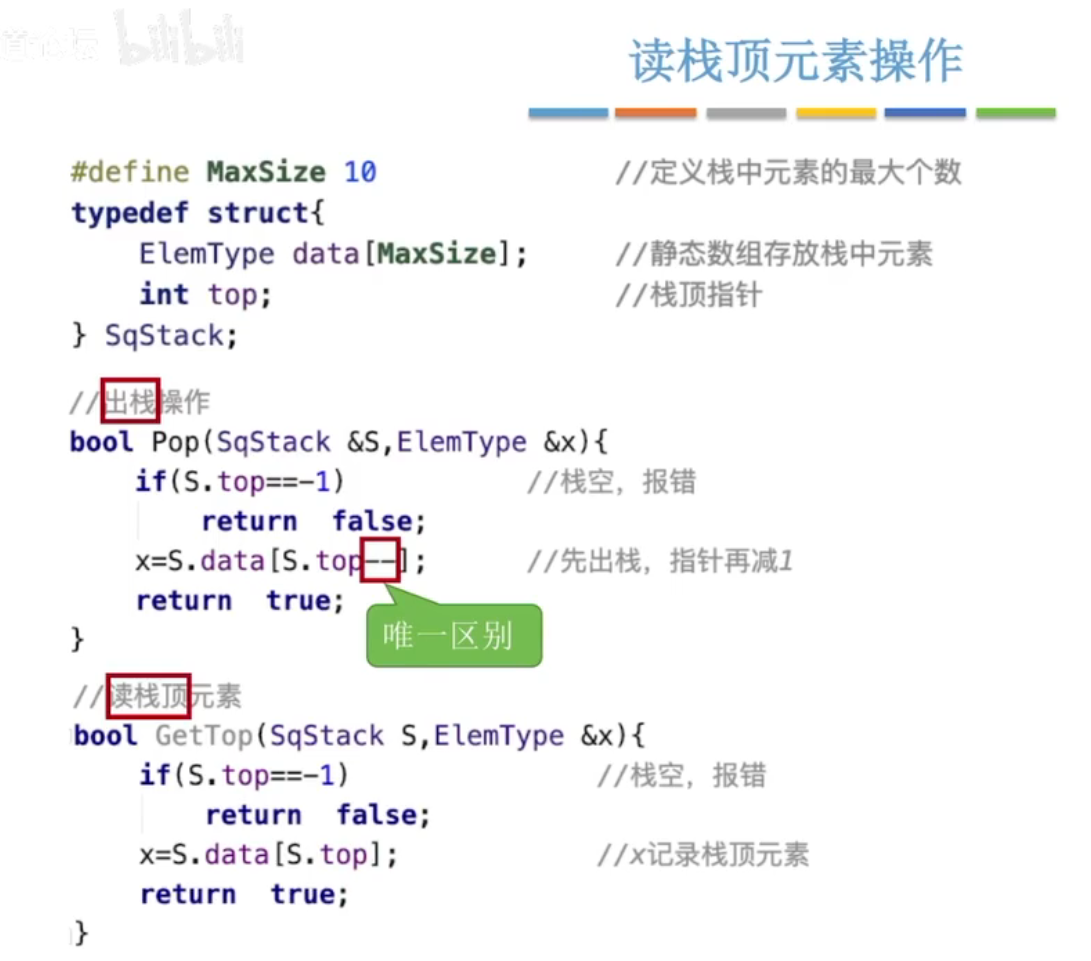 bilibili
读栈顶元素操作
#define MaxSize 10 //定义栈中元素的最大个数
typedef struct{
ElemType data[MaxSize]; //静态数组存放栈中元素
int top; //栈顶指针
} SqStack;
//出栈操作
bool Pop(SqStack &S,ElemType &x){
if(S.top==-1) //栈空，报错
return false;
x=S.data[S.top--]; //先出栈，指针再减1
return true;
唯一区别
}
//读栈顶元素
bool GetTop(SqStack S,ElemType &x){
if(S.top==-1) //栈空，报错
return false;
x=S.data[S.top]; //x记录栈顶元素
return true;
}